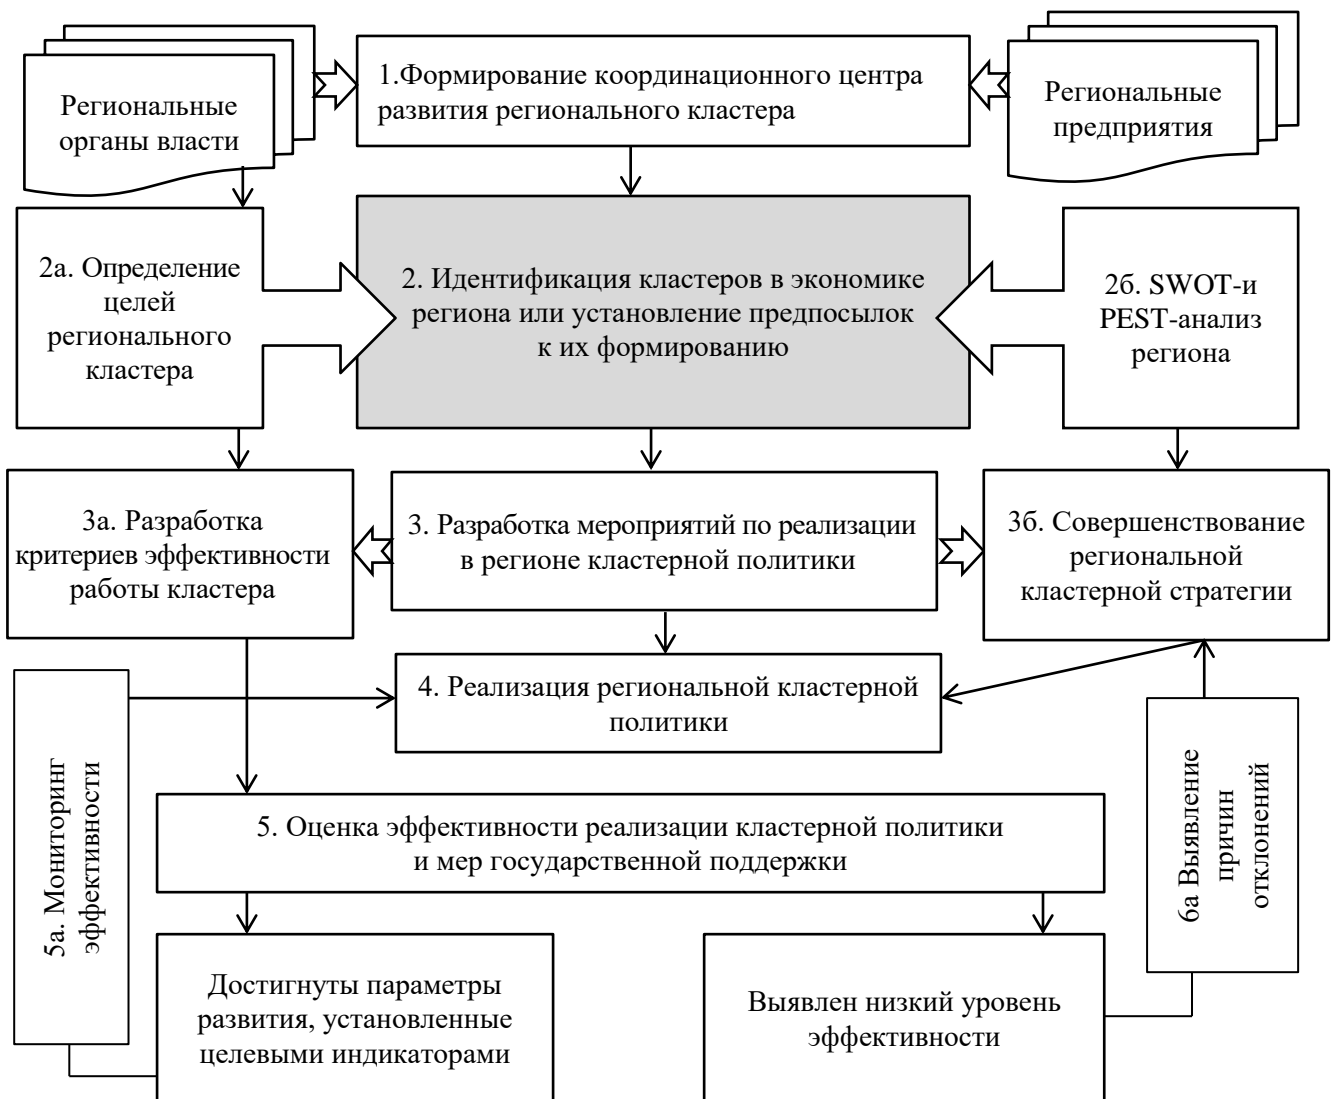 Региональные
органы власти
1.Формирование координационного центра
развития регионального кластера
Региональные
предприятия
2а. Определение
целей
регионального
кластера
2. Идентификация кластеров в экономике
региона или установление предпосылок
к их формированию
2б. SWOT-и
PEST-анализ
региона
3а. Разработка
критериев эффективности
работы кластера
3. Разработка мероприятий по реализации
в регионе кластерной политики
3б. Совершенствование
региональной
кластерной стратегии
4. Реализация региональной кластерной
политики
5а. Мониторинг
эффективности
5. Оценка эффективности реализации кластерной политики
и мер государственной поддержки
6а Выявление
причин
отклонений
Достигнуты параметры
развития, установленные
целевыми индикаторами
Выявлен низкий уровень
эффективности